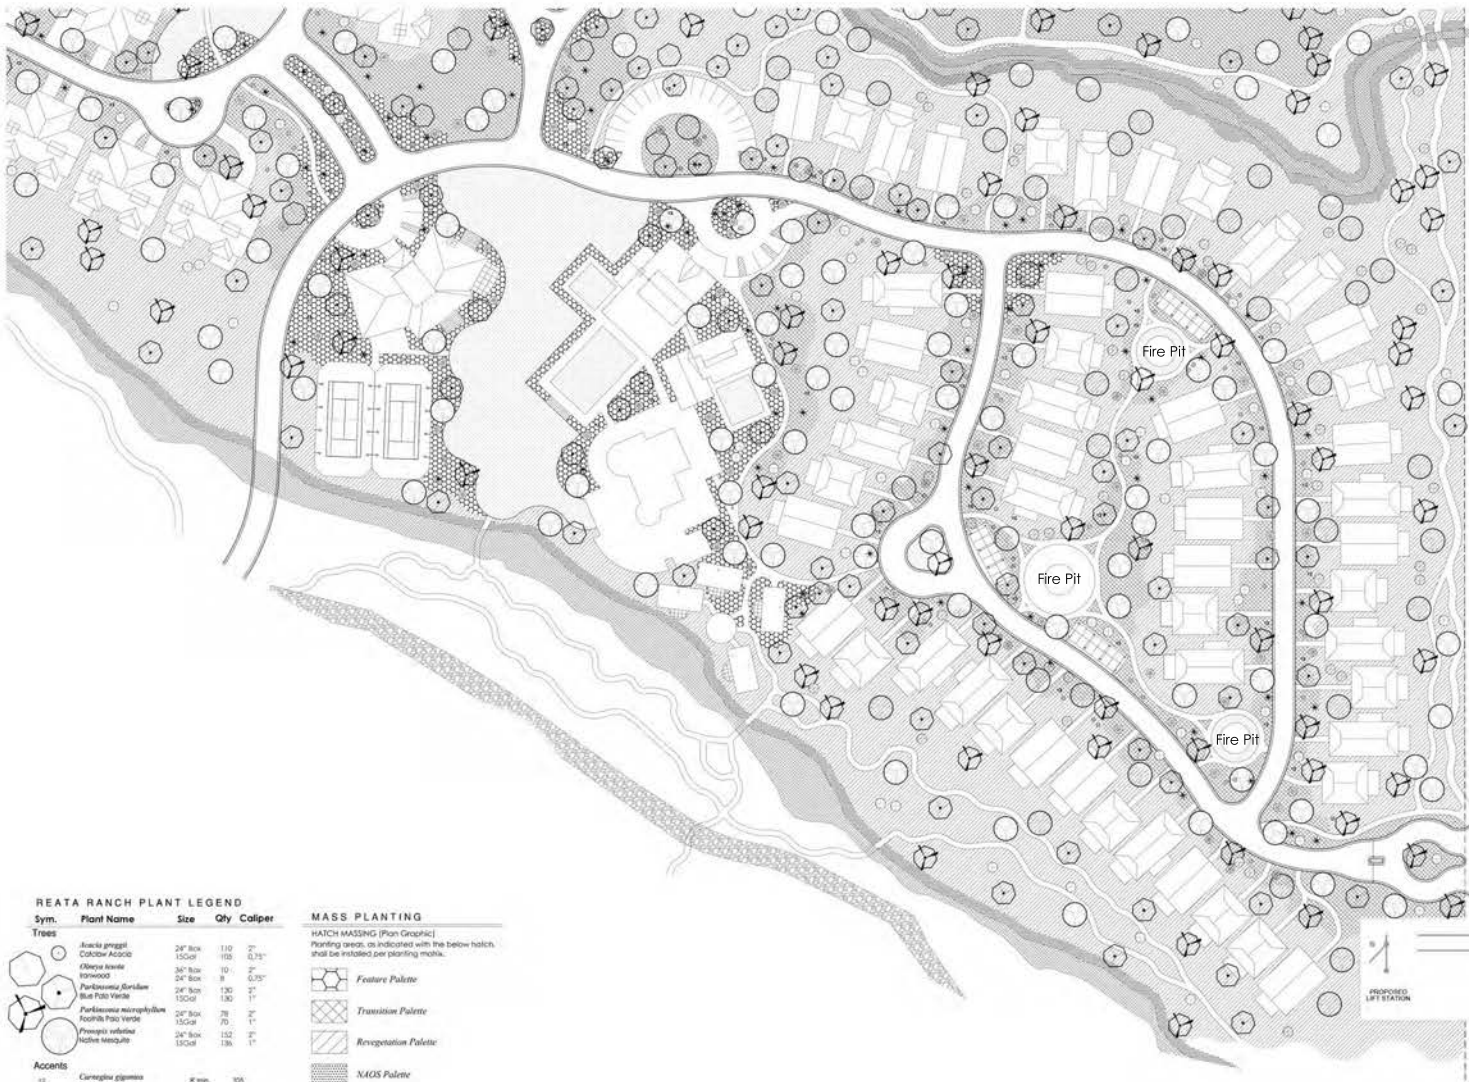 Fire Pit
Fire Pit
Fire Pit
REATA RANCH PLANT LEGEND
Sym. Plant Name Size Qty Caliper
Trees
Acacia greggii 24" Box 110 2"
Catclaw Acacia 15Gal 105 0.75"
Olneya tesota 36" Box 10 2"
Ironwood 24" Box 8 0.75"
Parkinsonia floridum 24" Box 130 2"
Blue Palo Verde 15Gal 130 1"
Parkinsonia microphyllum 24" Box 78 2"
Foothills Palo Verde 15Gal 70 1"
Prosopis velutina 24" Box 152 2"
Native Mesquite 15Gal 136 1"
Accents
Carnegiea gigantea
MASS PLANTING
HATCH MASSING (Plan Graphic)
Planting areas, as indicated with the below hatch,
shall be installed per planting matrix.
Feature Palette
Transition Palette
Revegetation Palette
NAOS Palette
PROPOSED
LIFT STATION